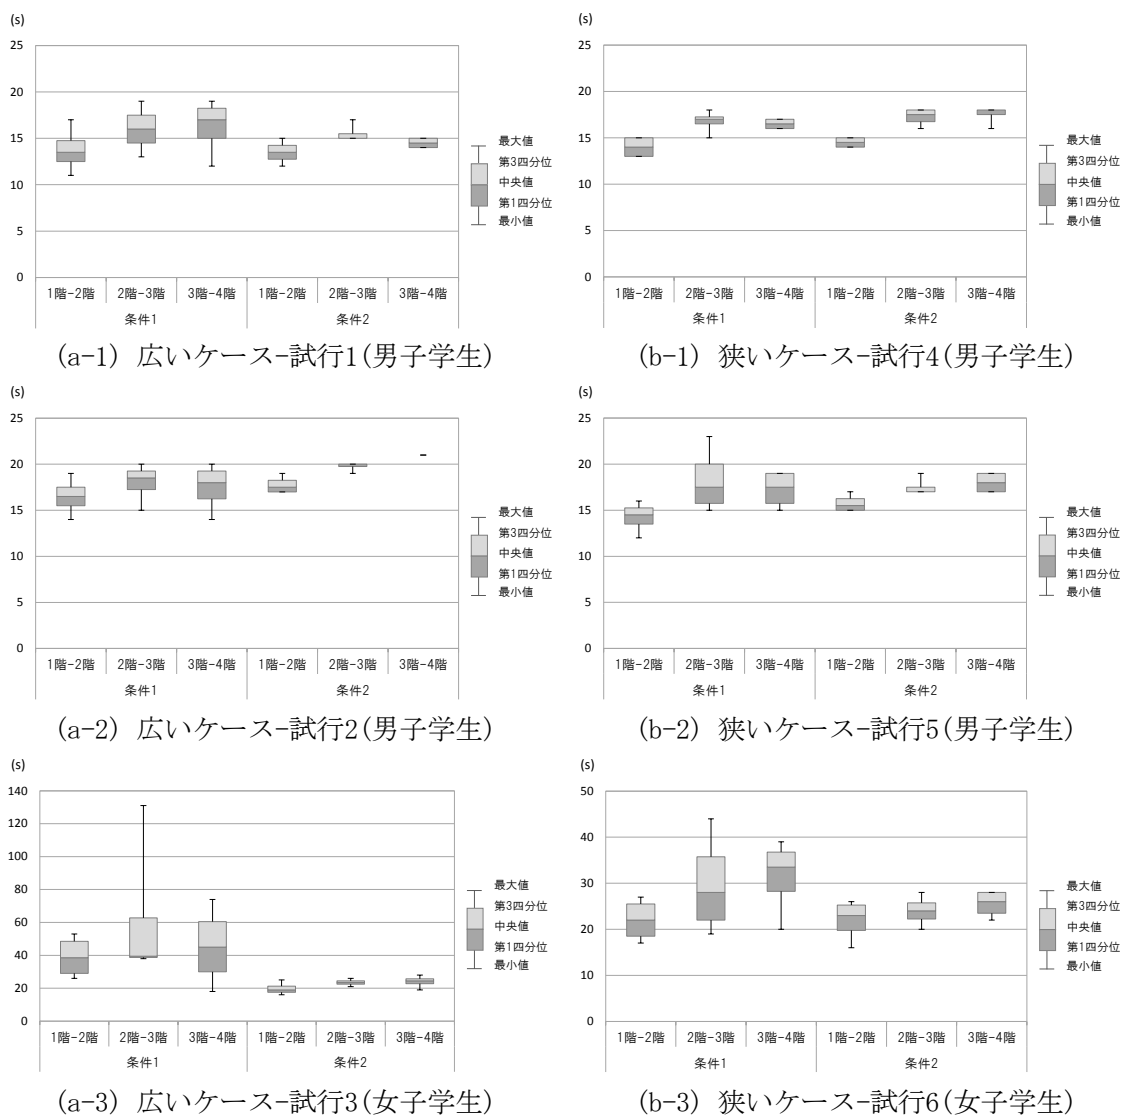 (s)
25
20
15
10
5
0
1階-2階 2階-3階 3階-4階 1階-2階 2階-3階 3階-4階
条件1 条件2
最大値
第3四分位
中央値
第1四分位
最小値
(a-1) 広いケース-試行1(男子学生)
(s)
25
20
15
10
5
0
1階-2階 2階-3階 3階-4階 1階-2階 2階-3階 3階-4階
条件1 条件2
最大値
第3四分位
中央値
第1四分位
最小値
(b-1) 狭いケース-試行4(男子学生)
(s)
25
20
15
10
5
0
1階-2階 2階-3階 3階-4階 1階-2階 2階-3階 3階-4階
条件1 条件2
最大値
第3四分位
中央値
第1四分位
最小値
(a-2) 広いケース-試行2(男子学生)
(s)
25
20
15
10
5
0
1階-2階 2階-3階 3階-4階 1階-2階 2階-3階 3階-4階
条件1 条件2
最大値
第3四分位
中央値
第1四分位
最小値
(b-2) 狭いケース-試行5(男子学生)
(s)
140
120
100
80
60
40
20
0
1階-2階 2階-3階 3階-4階 1階-2階 2階-3階 3階-4階
条件1 条件2
最大値
第3四分位
中央値
第1四分位
最小値
(a-3) 広いケース-試行3(女子学生)
(s)
50
40
30
20
10
0
1階-2階 2階-3階 3階-4階 1階-2階 2階-3階 3階-4階
条件1 条件2
最大値
第3四分位
中央値
第1四分位
最小値
(b-3) 狭いケース-試行6(女子学生)